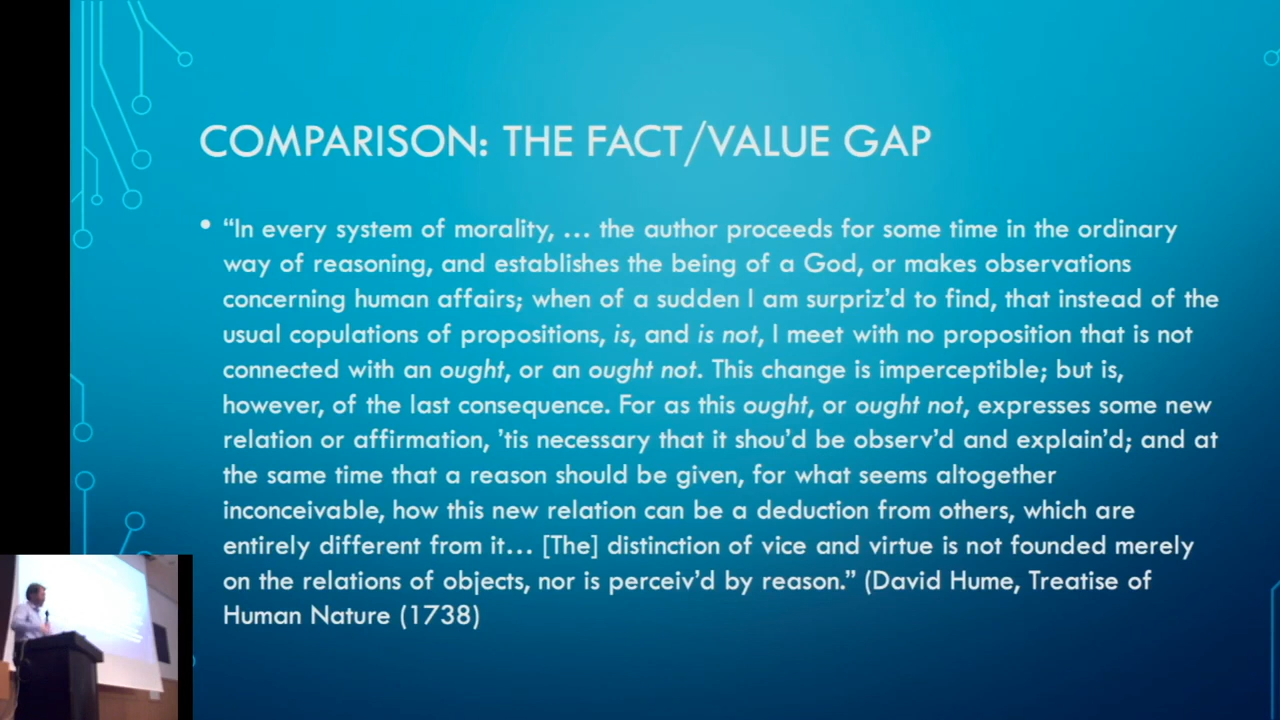 COMPARISON: THE FACT/VALUE GAP
• “In every system of morality, … the author proceeds for some time in the ordinary
way of reasoning, and establishes the being of a God, or makes observations
concerning human affairs; when of a sudden I am surpriz’d to find, that instead of the
usual copulations of propositions, is, and is not, I meet with no proposition that is not
connected with an ought, or an ought not. This change is imperceptible; but is,
however, of the last consequence. For as this ought, or ought not, expresses some new
relation or affirmation, ’tis necessary that it shou’d be observ’d and explain’d; and at
the same time that a reason should be given, for what seems altogether
inconceivable, how this new relation can be a deduction from others, which are
entirely different from it… [The] distinction of vice and virtue is not founded merely
on the relations of objects, nor is perceiv’d by reason.” (David Hume, Treatise of
Human Nature (1738)